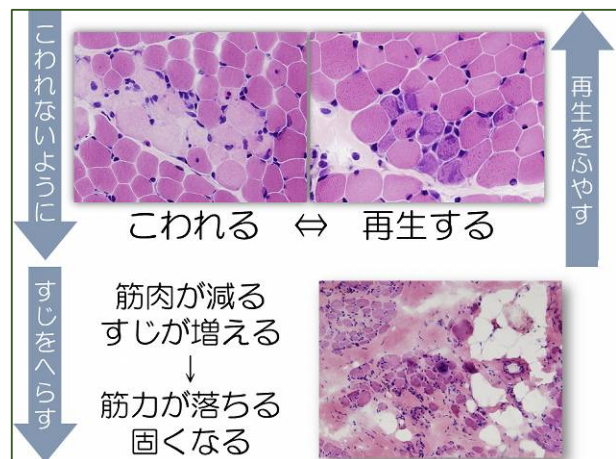 こわれないように
再生をふやす
こわれる ⇔ 再生する
すじをへらす
筋肉が減る
すじが増える
↓
筋力が落ちる
固くなる